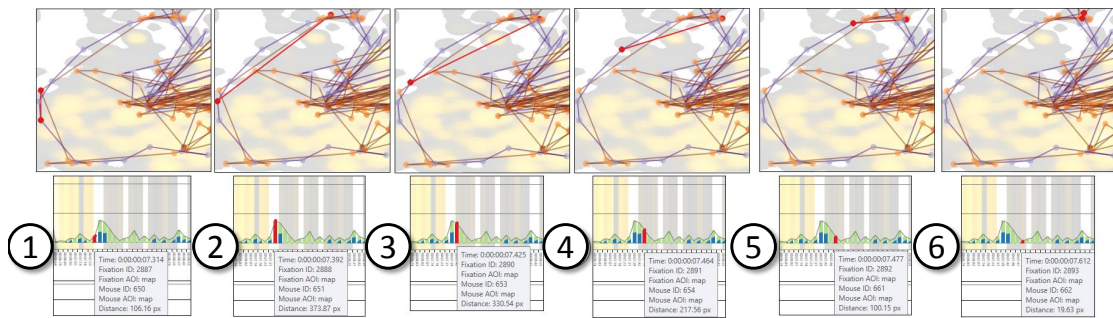 1
Time: 0:00:00:07.314
Fixation ID: 2887
Fixation AOI: map
Mouse ID: 650
Mouse AOI: map
Distance: 106.16 px
2
Time: 0:00:00:07.392
Fixation ID: 2888
Fixation AOI: map
Mouse ID: 651
Mouse AOI: map
Distance: 373.87 px
3
Time: 0:00:00:07.425
Fixation ID: 2890
Fixation AOI: map
Mouse ID: 653
Mouse AOI: map
Distance: 330.54 px
4
Time: 0:00:00:07.464
Fixation ID: 2891
Fixation AOI: map
Mouse ID: 654
Mouse AOI: map
Distance: 217.56 px
5
Time: 0:00:00:07.477
Fixation ID: 2892
Fixation AOI: map
Mouse ID: 661
Mouse AOI: map
Distance: 100.15 px
6
Time: 0:00:00:07.612
Fixation ID: 2893
Fixation AOI: map
Mouse ID: 662
Mouse AOI: map
Distance: 19.63 px